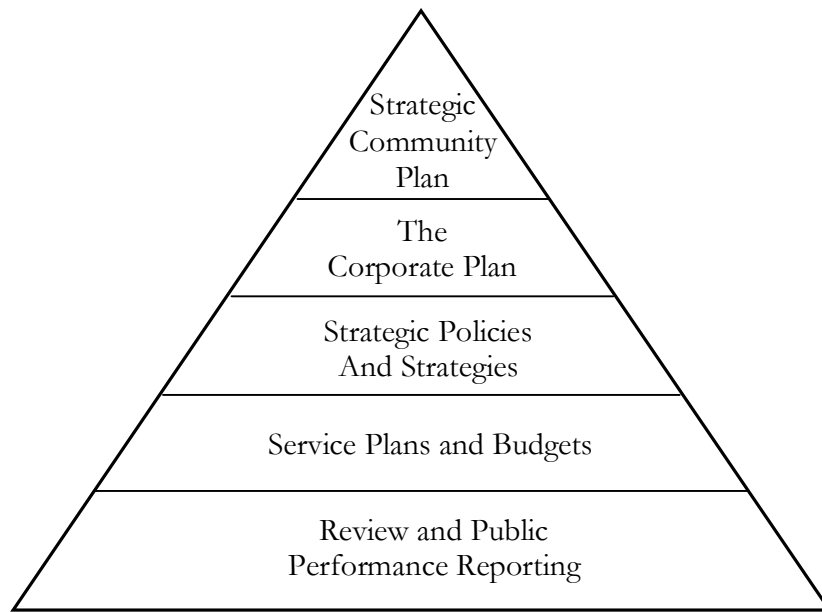 Strategic
Community
Plan
The
Corporate Plan
Strategic Policies
And Strategies
Service Plans and Budgets
Review and Public
Performance Reporting